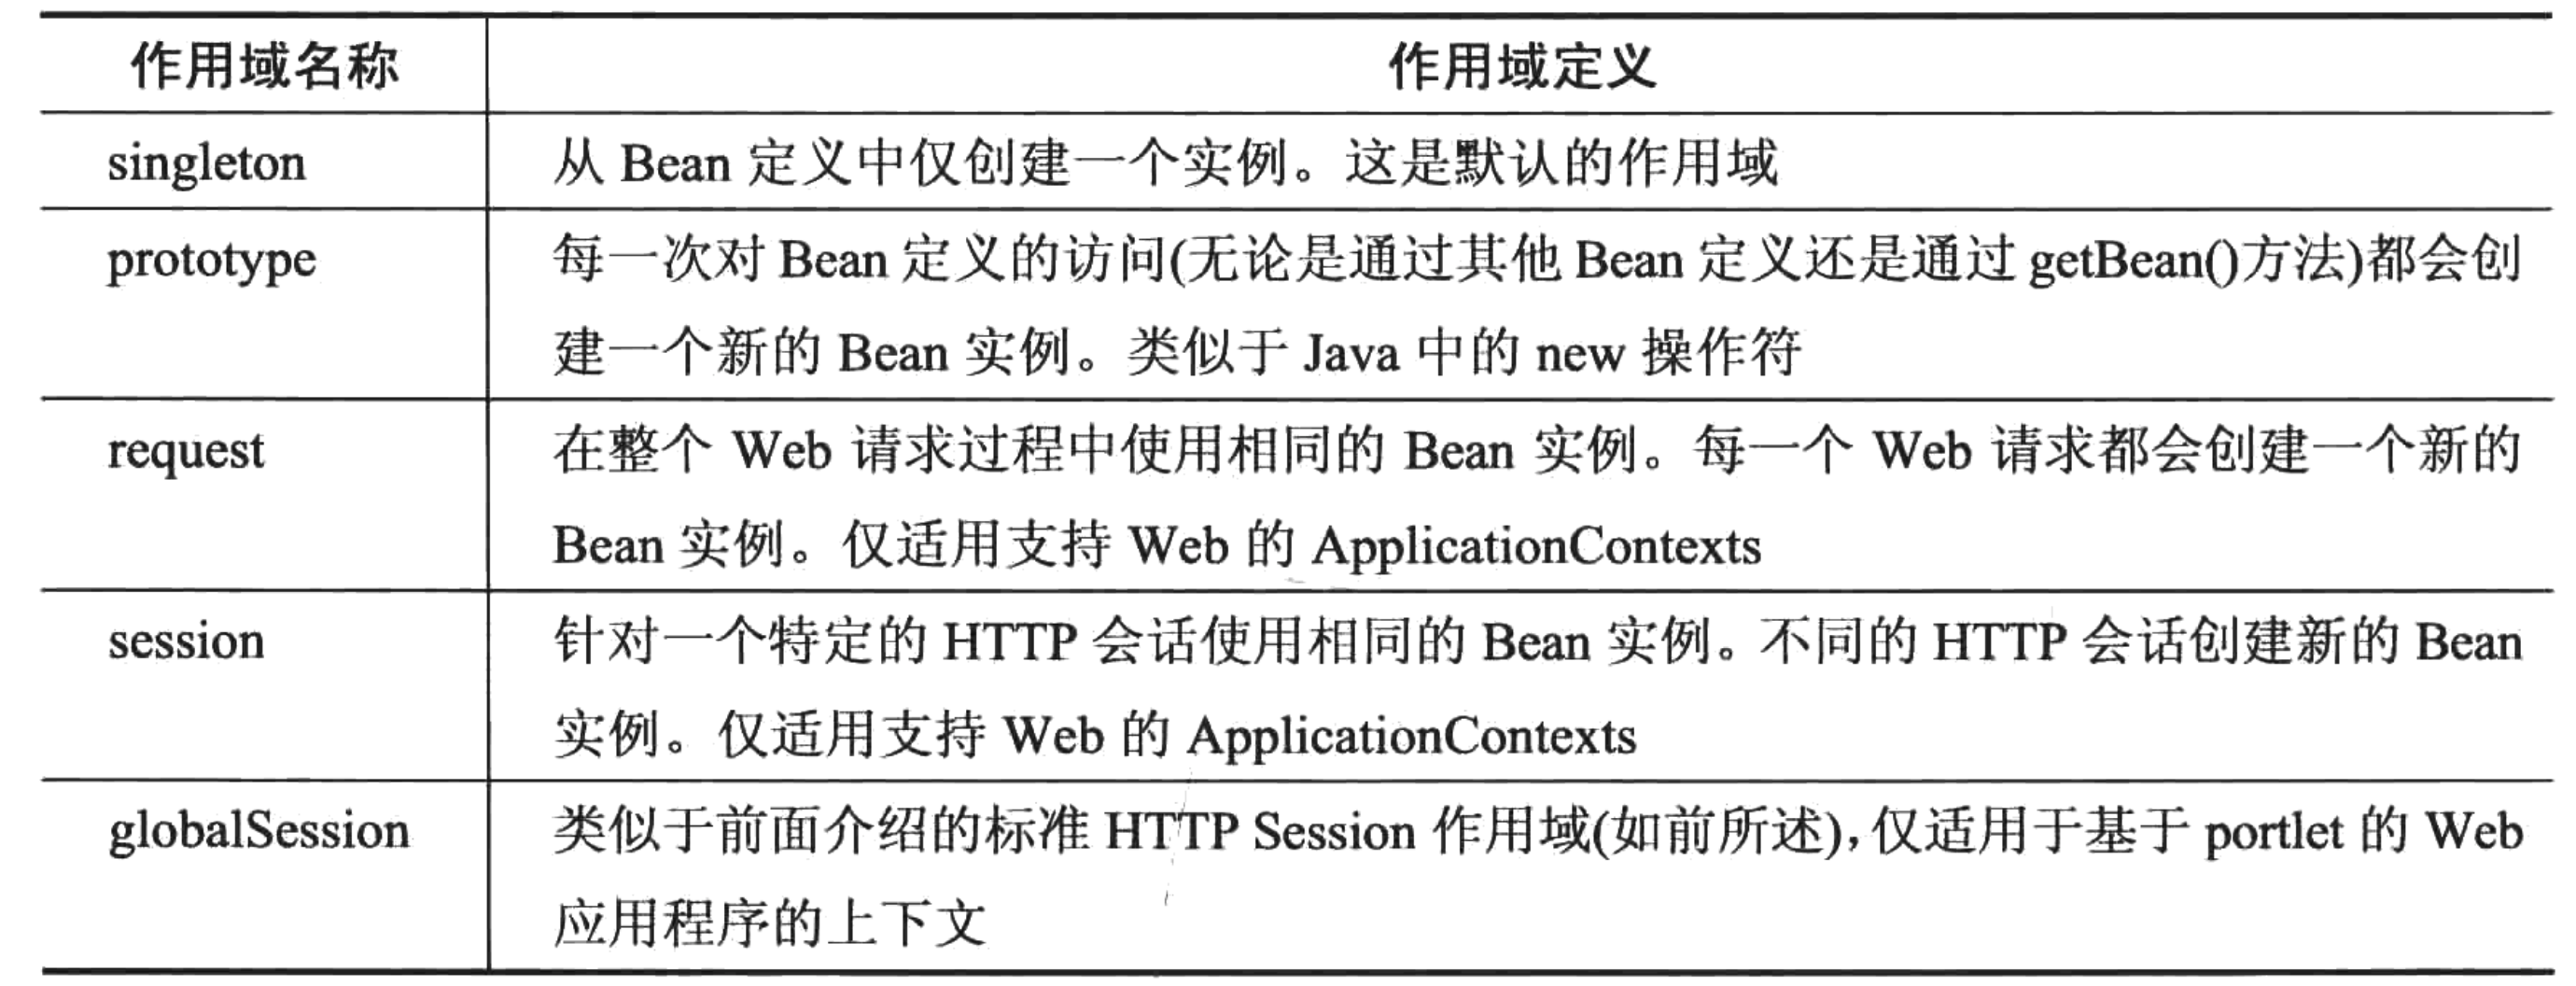 作用域名称 作用域定义
singleton 从 Bean 定义中仅创建一个实例。这是默认的作用域
prototype 每一次对 Bean 定义的访问(无论是通过其他 Bean 定义还是通过 getBean()方法)都会创
建一个新的 Bean 实例。类似于 Java 中的 new 操作符
request 在整个 Web 请求过程中使用相同的 Bean 实例。每一个 Web 请求都会创建一个新的
Bean 实例。仅适用支持 Web 的 ApplicationContexts
session 针对一个特定的 HTTP 会话使用相同的 Bean 实例。不同的 HTTP 会话创建新的 Bean
实例。仅适用支持 Web 的 ApplicationContexts
globalSession 类似于前面介绍的标准 HTTP Session 作用域(如前所述),仅适用于基于 portlet 的 Web
应用程序的上下文